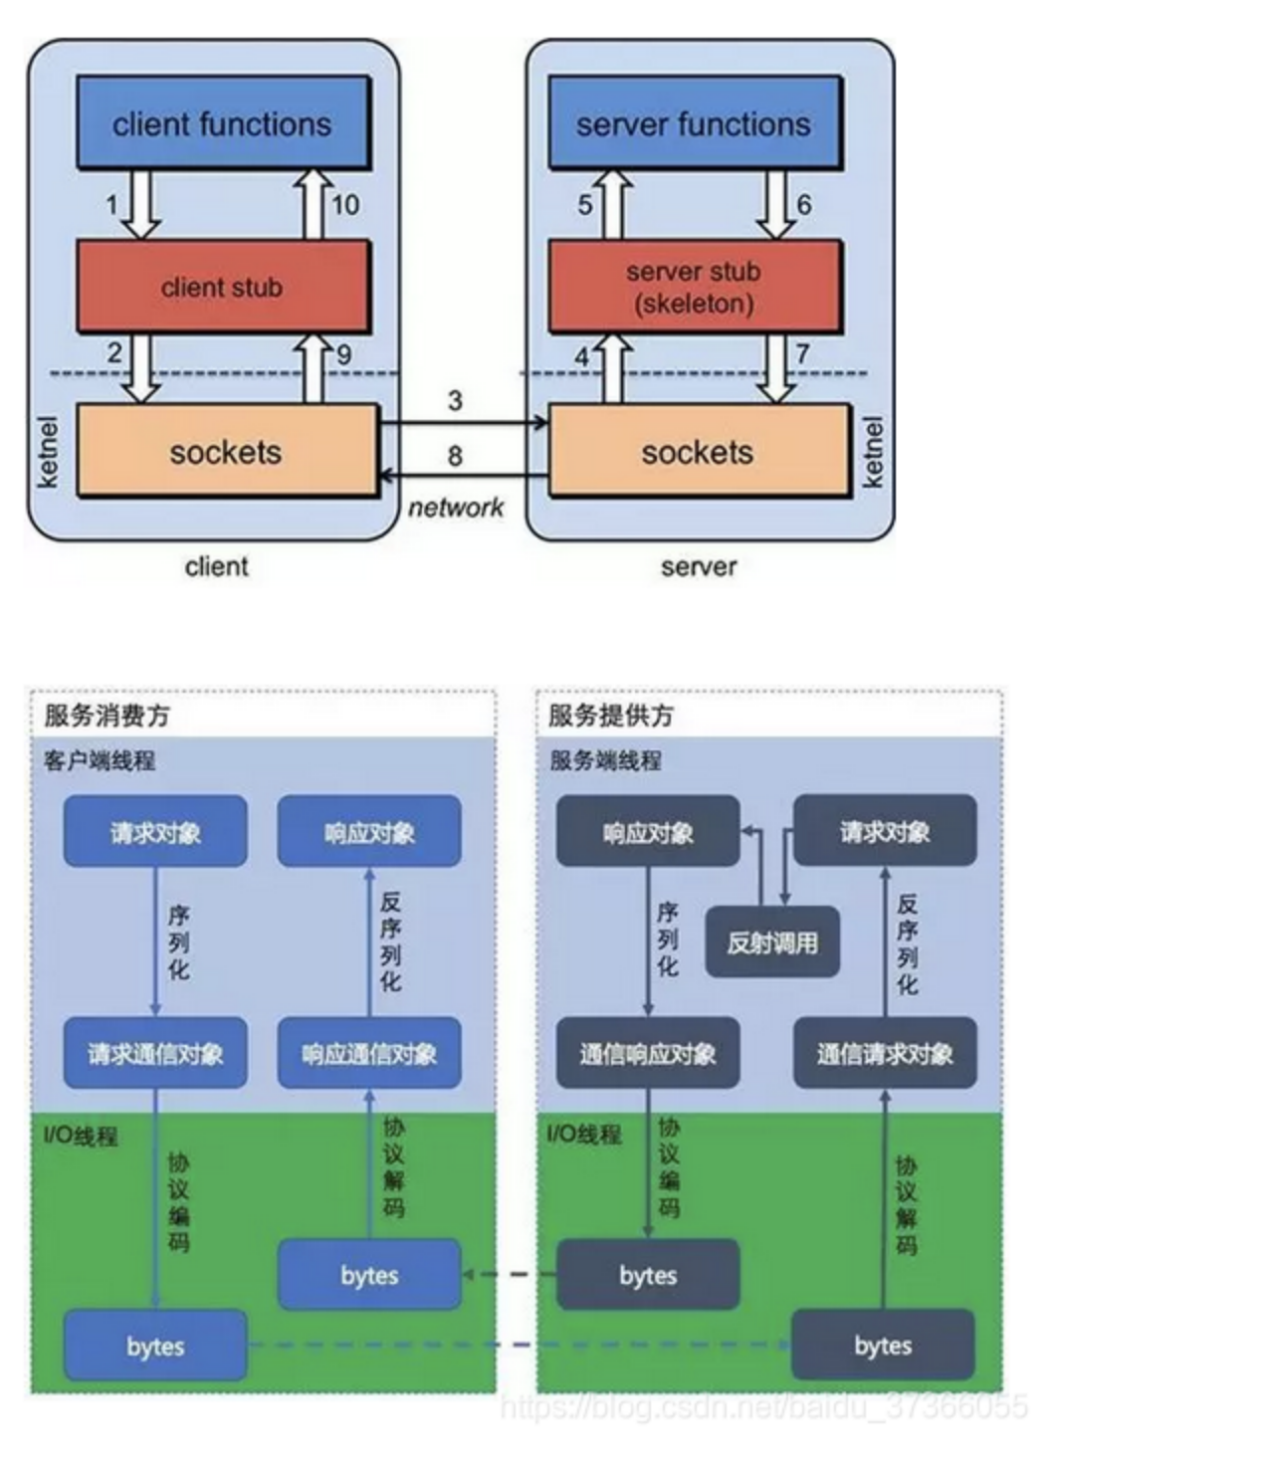 client functions
server functions
1
10
5
6
client stub
server stub
(skeleton)
2
9
4
7
3
ketnel
sockets
8
sockets
ketnel
network
client
server
服务消费方
服务提供方
客户端线程
服务端线程
请求对象
响应对象
响应对象
请求对象
序列化
反序列化
序列化
反射调用
反序列化
请求通信对象
响应通信对象
通信响应对象
通信请求对象
I/O线程
I/O线程
协议编码
协议解码
协议编码
协议解码
bytes
bytes
bytes
bytes
https://blog.csdn.net/baidu_37366055